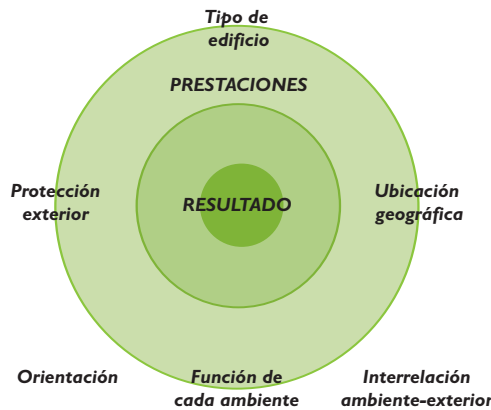 Tipo de
edificio
PRESTACIONES
Protección
exterior
RESULTADO
Ubicación
geográfica
Orientación
Función de
cada ambiente
Interrelación
ambiente-exterior